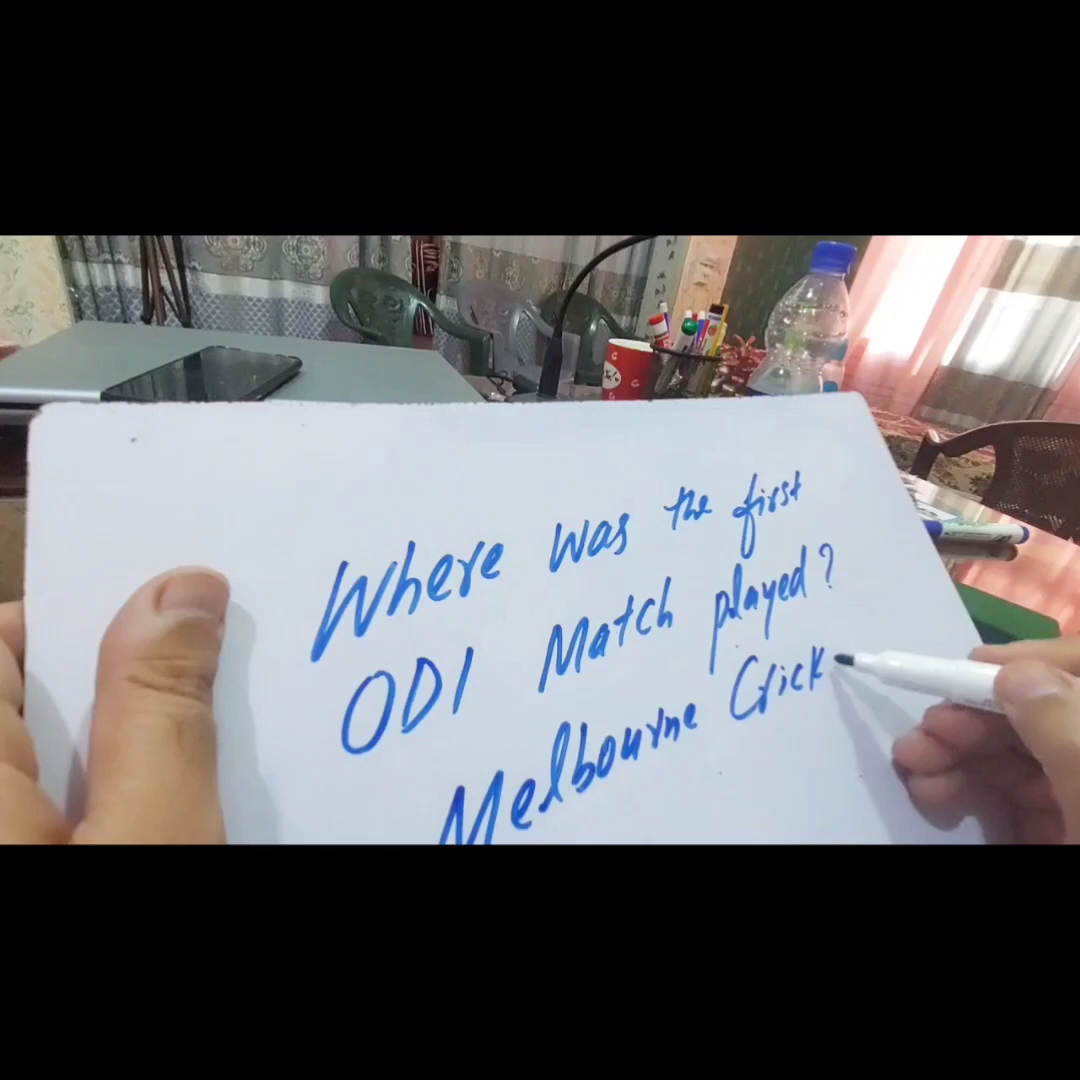 Where was the first
ODI Match played?
Melbourne Crick